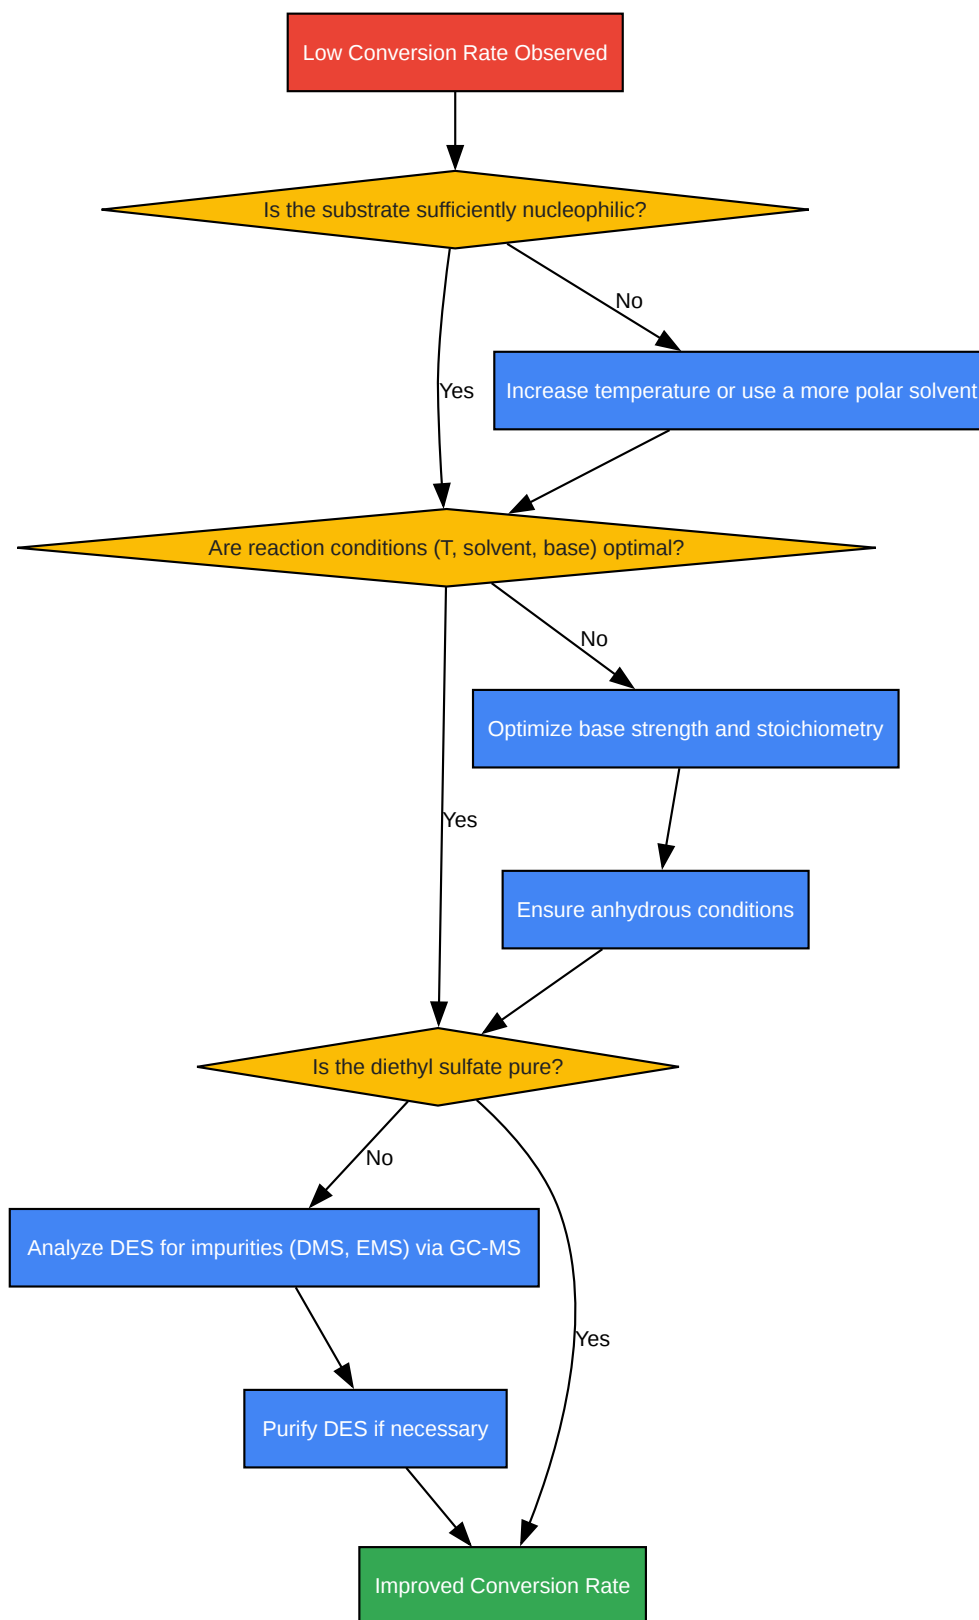 Low Conversion Rate Observed
Is the substrate sufficiently nucleophilic?
No
Increase temperature or use a more polar solvent
Yes
Are reaction conditions (T, solvent, base) optimal?
No
Optimize base strength and stoichiometry
Yes
Ensure anhydrous conditions
Is the diethyl sulfate pure?
No
Analyze DES for impurities (DMS, EMS) via GC-MS
Yes
Purify DES if necessary
Improved Conversion Rate